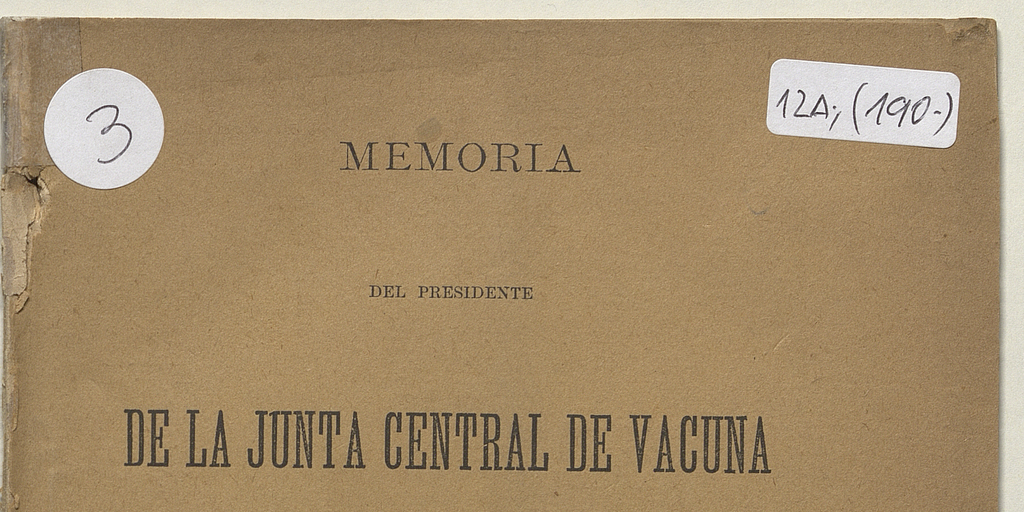 3
12A; (190-)
MEMORIA
DEL PRESIDENTE
DE LA JUNTA CENTRAL DE VACUNA